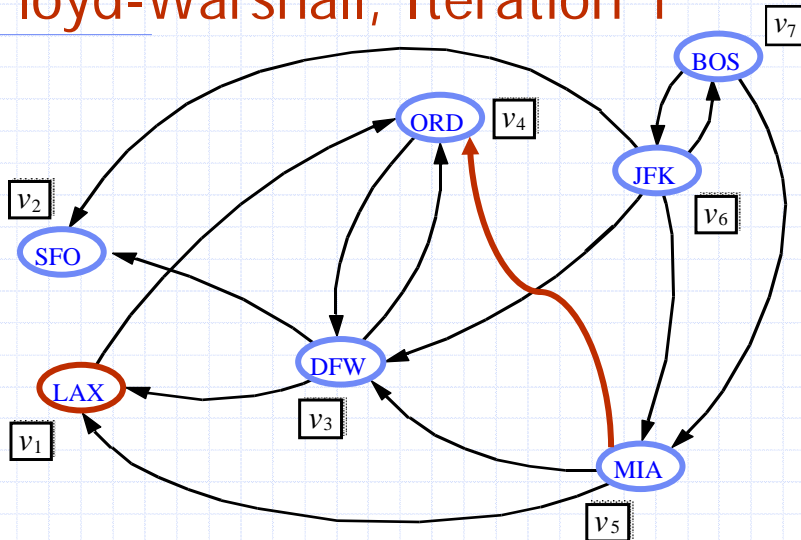 loyd-Warshall, Iteration 1
v7
BOS
ORD
v4
JFK
v2
v6
SFO
DFW
LAX
v3
v1
MIA
v5